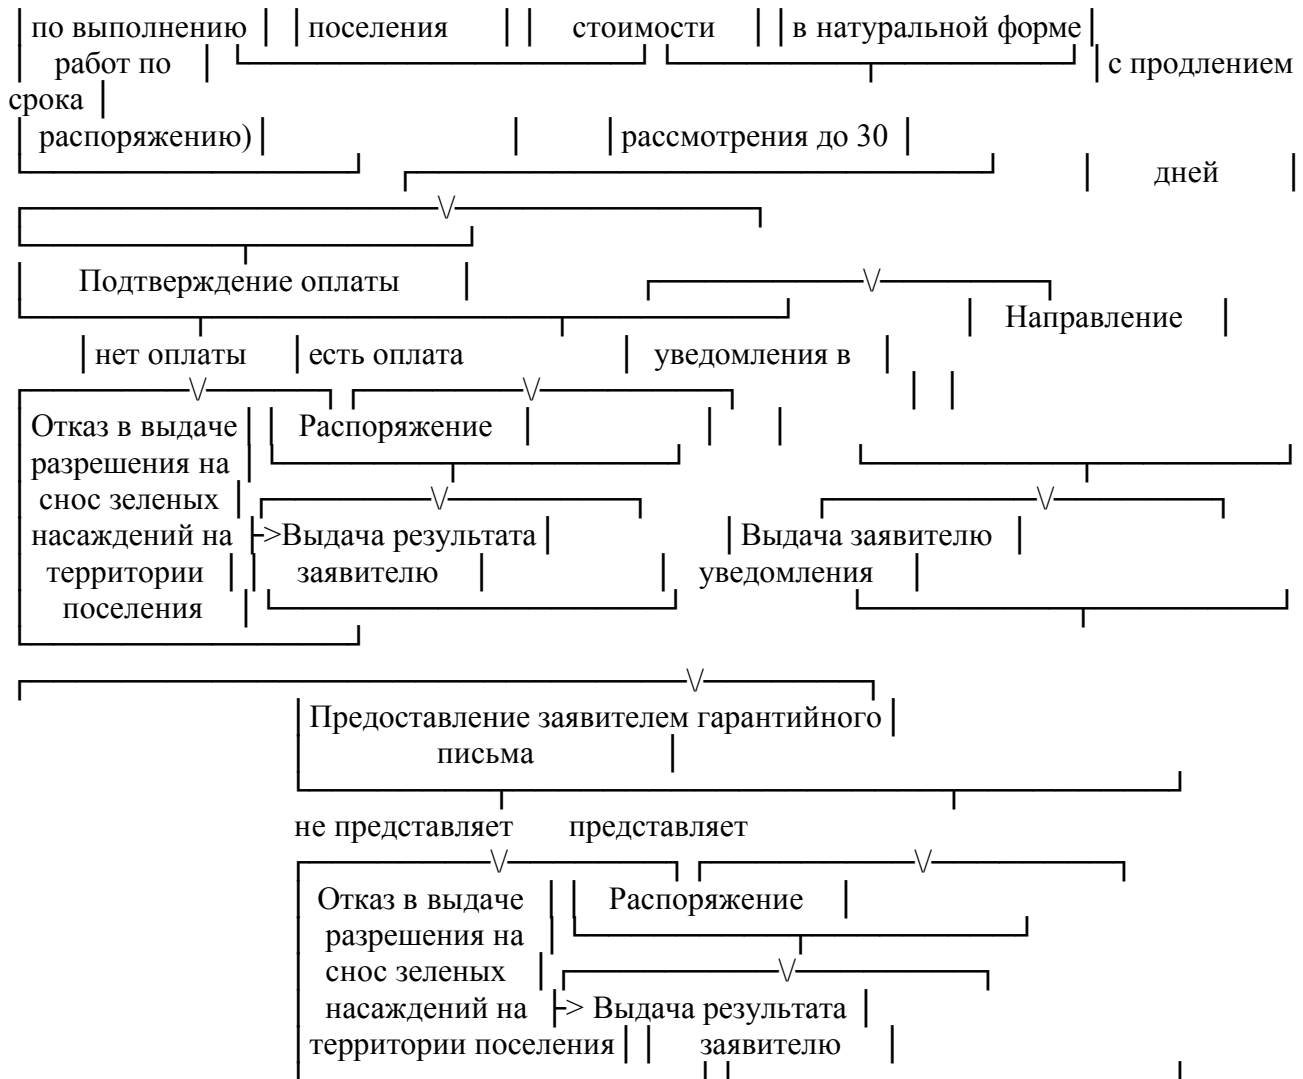 по выполнению поселения стоимости в натуральной форме
работ по с продлением
срока
распоряжению) рассмотрения до 30
дней
Подтверждение оплаты
Направление
нет оплаты есть оплата уведомления в
Отказ в выдаче Распоряжение
разрешения на
снос зеленых
насаждений на >Выдача результата Выдача заявителю
территории заявителю уведомления
поселения
Предоставление заявителем гарантийного
письма
не представляет представляет
Отказ в выдаче Распоряжение
разрешения на
снос зеленых
насаждений на > Выдача результата
территории поселения заявителю